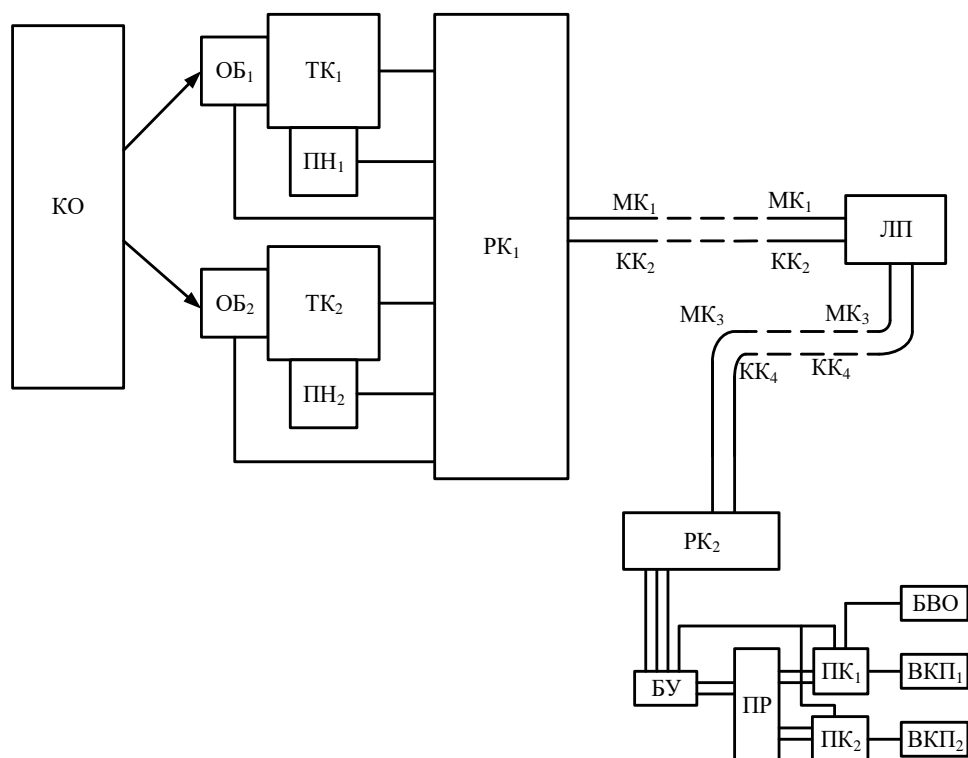 КО
ОБ₁
ТК₁
ПН₁
ОБ₂
ТК₂
ПН₂
РК₁
МК₁
МК₁
КК₂
КК₂
ЛП
МК₃
МК₃
КК₄
КК₄
РК₂
БУ
ПР
ПК₁
ПК₂
БВО
ВКП₁
ВКП₂